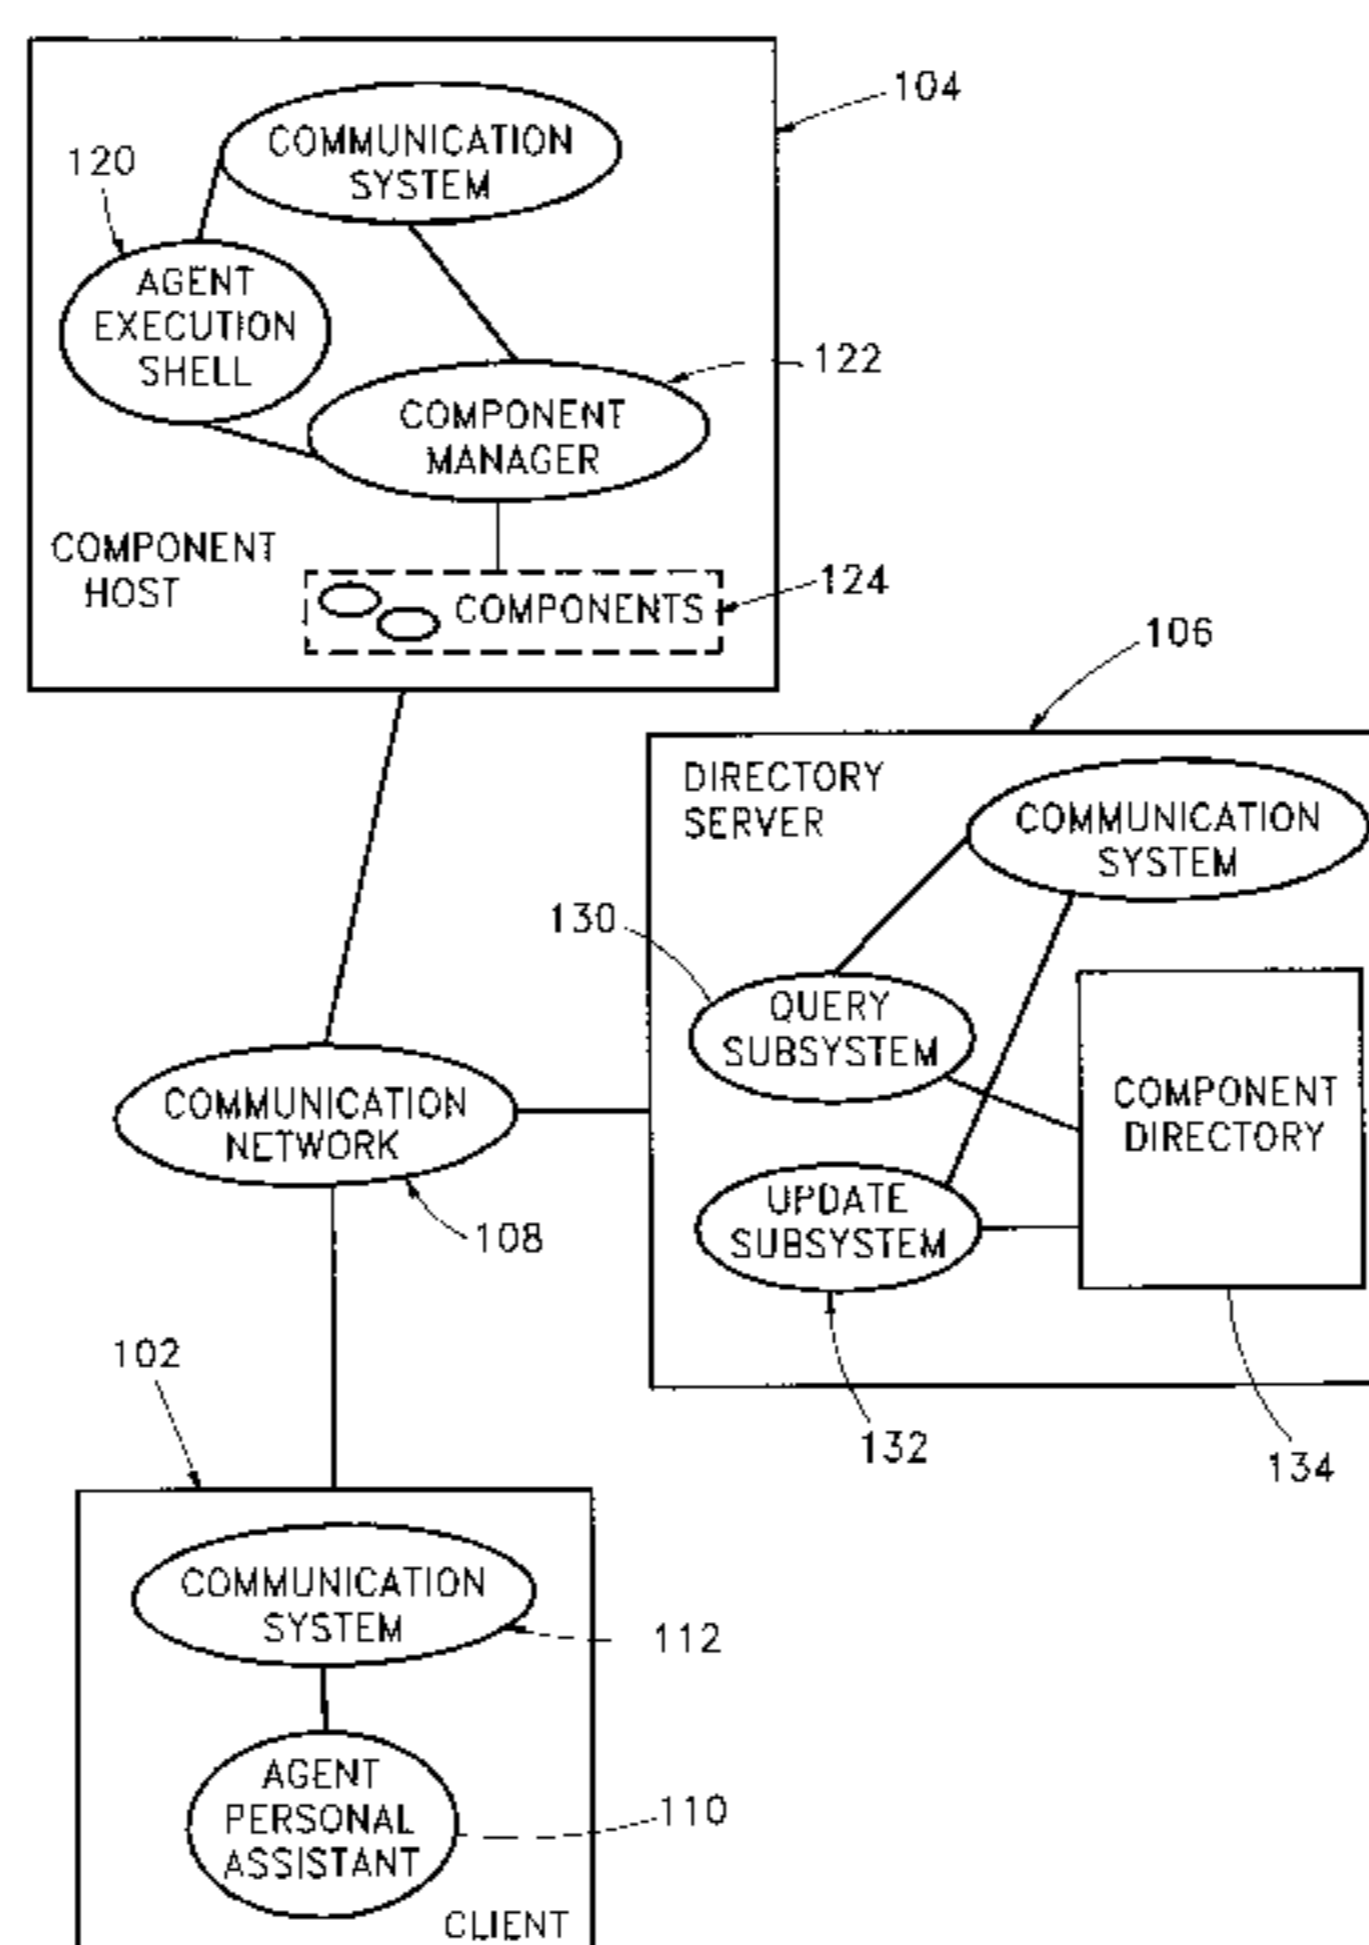 104
COMMUNICATION
SYSTEM
120
AGENT
EXECUTION
SHELL
122
COMPONENT
MANAGER
COMPONENT
HOST
COMPONENTS
124
106
DIRECTORY
SERVER
COMMUNICATION
SYSTEM
130
QUERY
SUBSYSTEM
COMPONENT
DIRECTORY
COMMUNICATION
NETWORK
UPDATE
SUBSYSTEM
108
102
132
134
COMMUNICATION
SYSTEM
112
AGENT
PERSONAL
ASSISTANT
110
CLIENT